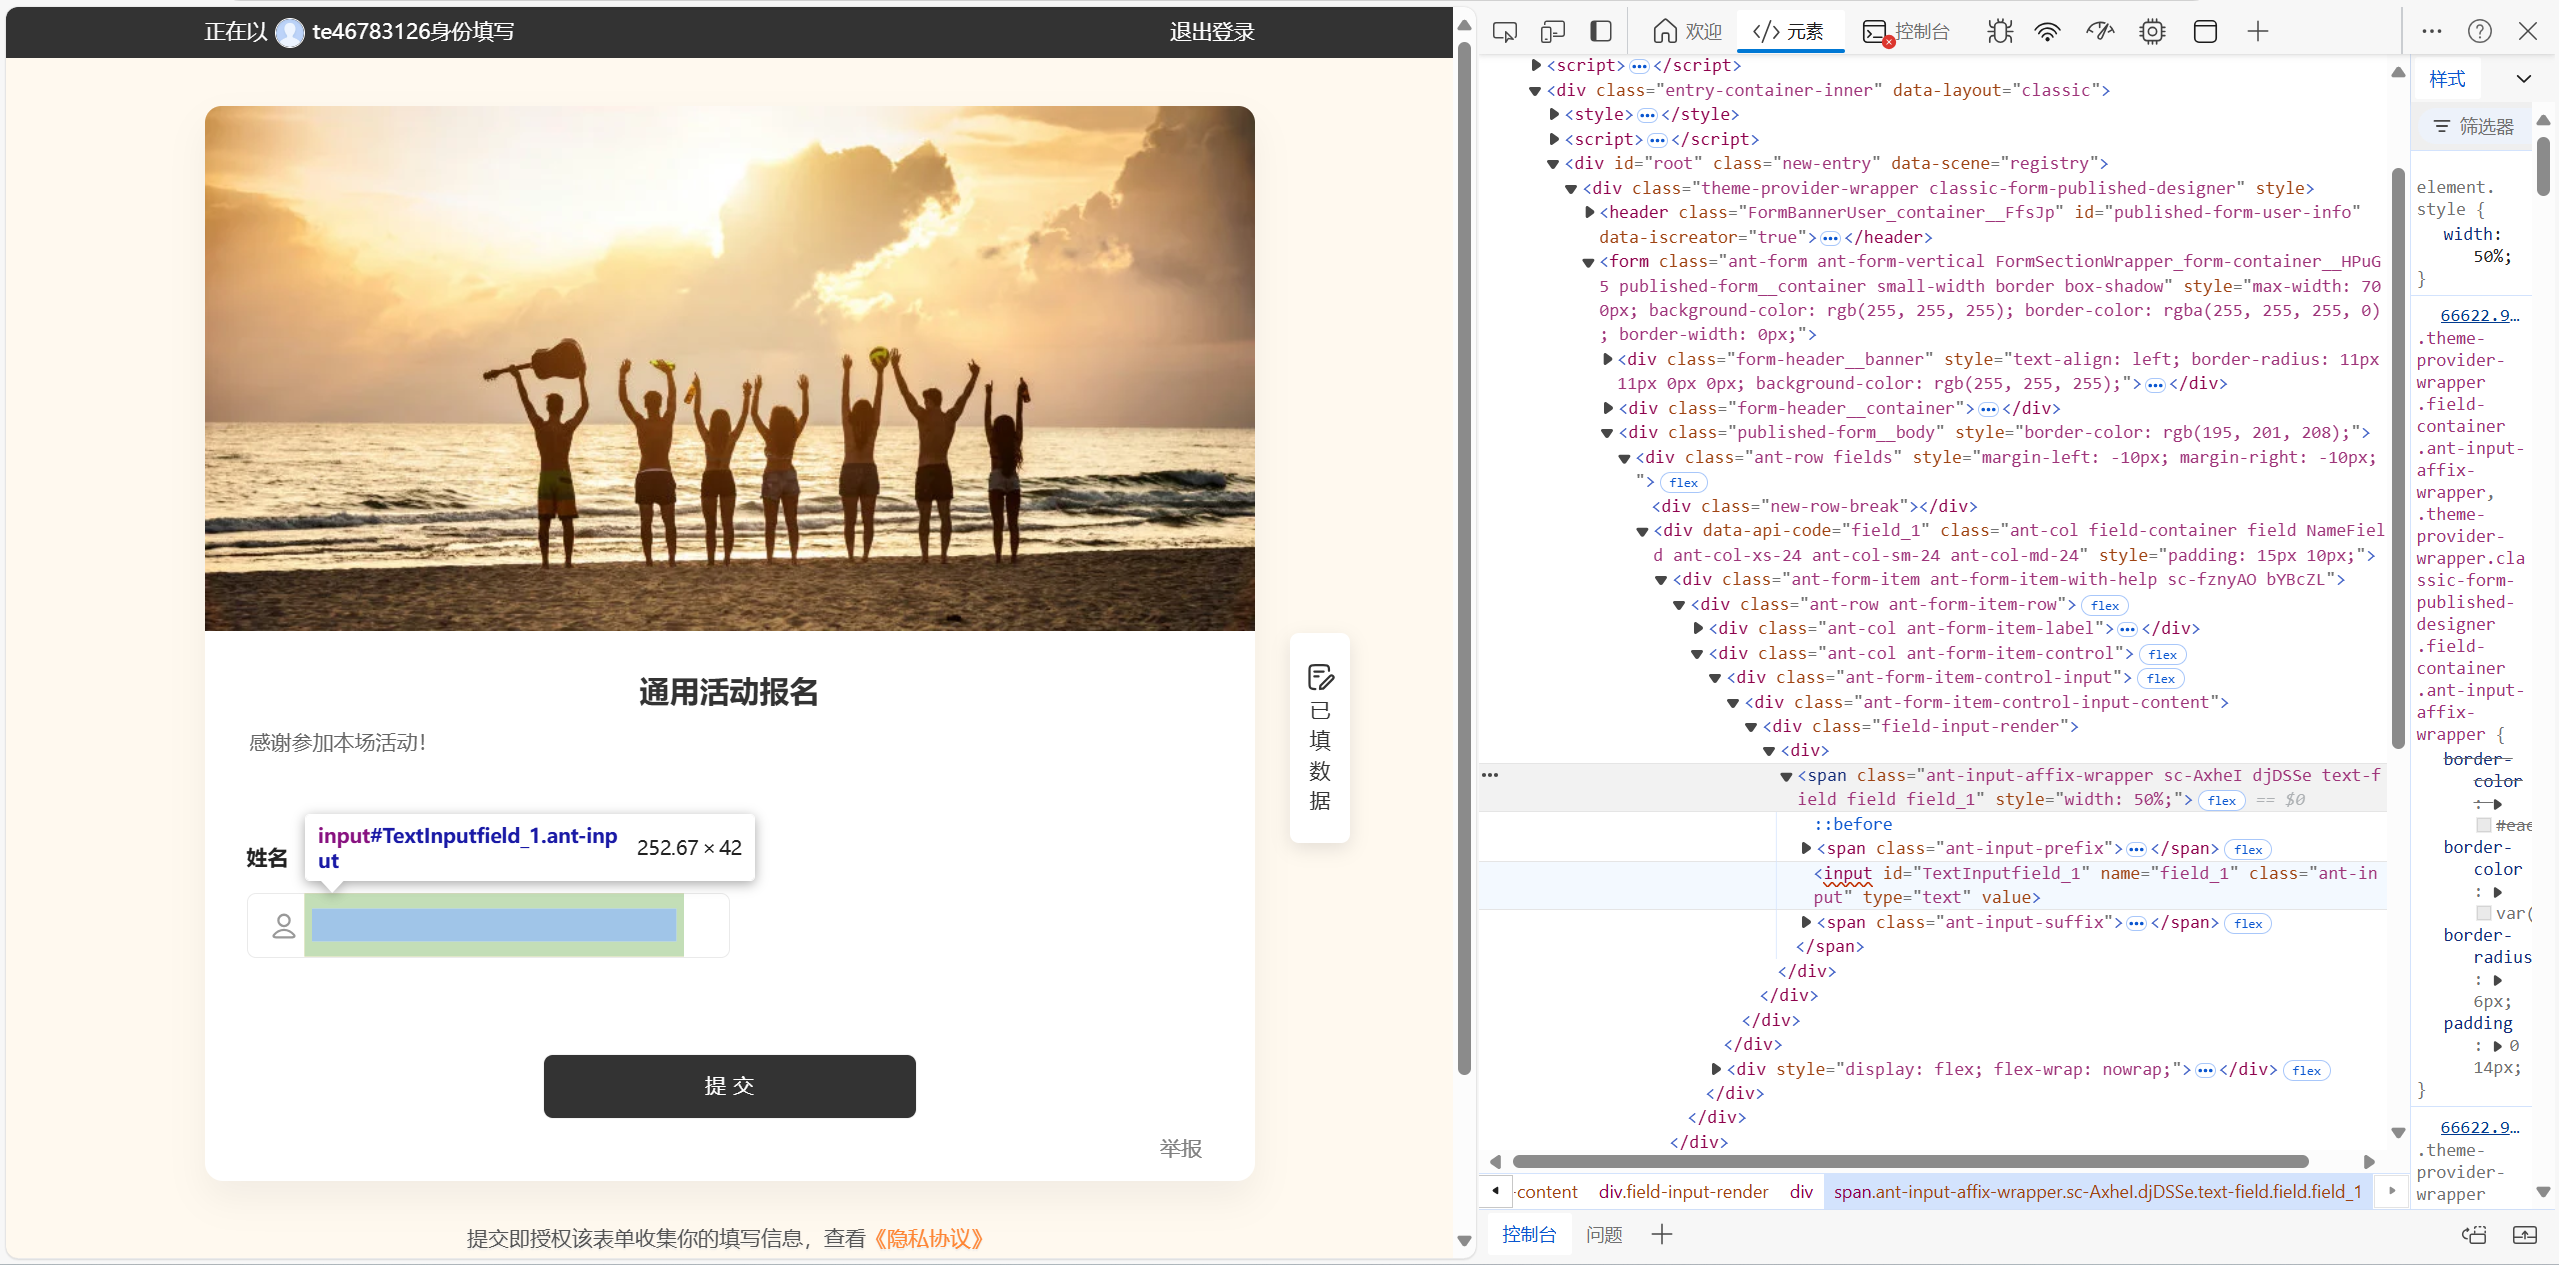 正在以 te46783126身份填写
退出登录
通用活动报名
感谢参加本场活动！
姓名
input#TextInputfield_1.ant-inp
ut
252.67 × 42
提 交
举报
提交即授权该表单收集你的填写信息，查看《隐私协议》
已
填
数
据
欢迎
元素
控制台
<script>•••</script>
<div class="entry-container-inner" data-layout="classic">
<style>•••</style>
<script>•••</script>
<div id="root" class="new-entry" data-scene="registry">
<div class="theme-provider-wrapper classic-form-published-designer" style>
<header class="FormBannerUser_container__FfsJp" id="published-form-user-info"
data-iscreator="true">•••</header>
<form class="ant-form ant-form-vertical FormSectionWrapper_form-container__HPuG
5 published-form__container small-width border box-shadow" style="max-width: 70
0px; background-color: rgb(255, 255, 255); border-color: rgba(255, 255, 255, 0)
; border-width: 0px;">
<div class="form-header__banner" style="text-align: left; border-radius: 11px
11px 0px 0px; background-color: rgb(255, 255, 255);">•••</div>
<div class="form-header__container">•••</div>
<div class="published-form__body" style="border-color: rgb(195, 201, 208);">
<div class="ant-row fields" style="margin-left: -10px; margin-right: -10px;
"> flex
<div class="new-row-break"></div>
<div data-api-code="field_1" class="ant-col field-container field NameFiel
d ant-col-xs-24 ant-col-sm-24 ant-col-md-24" style="padding: 15px 10px;">
<div class="ant-form-item ant-form-item-with-help sc-fznyAO bYBcZL">
<div class="ant-row ant-form-item-row"> flex
<div class="ant-col ant-form-item-label">•••</div>
<div class="ant-col ant-form-item-control"> flex
<div class="ant-form-item-control-input"> flex
<div class="ant-form-item-control-input-content">
<div class="field-input-render">
<div>
<span class="ant-input-affix-wrapper sc-AxheI djDSSe text-f
ield field field_1" style="width: 50%;"> flex == $0
::before
<span class="ant-input-prefix">•••</span> flex
<input id="TextInputfield_1" name="field_1" class="ant-in
put" type="text" value>
<span class="ant-input-suffix">•••</span> flex
</span>
</div>
</div>
</div>
</div>
<div style="display: flex; flex-wrap: nowrap;">•••</div> flex
</div>
</div>
</div>
-content
div.field-input-render
div
span.ant-input-affix-wrapper.sc-AxheI.djDSSe.text-field.field.field_1
控制台
问题
样式
筛选器
element.
style {
width:
50%;
}
66622.9…
.theme-
provider-
wrapper
.field-
container
.ant-input-
affix-
wrapper,
.theme-
provider-
wrapper.cla
ssic-form-
published-
designer
.field-
container
.ant-input-
affix-
wrapper {
border-
color
:
#eae
border-
color
:
var(
border-
radius
:
6px;
padding
: 0
14px;
}
66622.9…
.theme-
provider-
wrapper